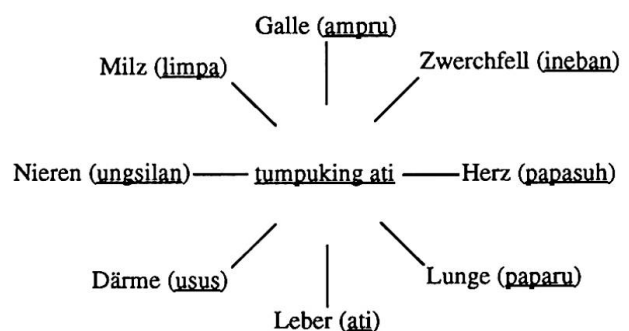 Galle (ampru)
Milz (limpa)
Zwerchfell (ineban)
Nieren (ungsilan)
tumpuking ati
Herz (papasuh)
Därme (usus)
Lunge (paparu)
Leber (ati)